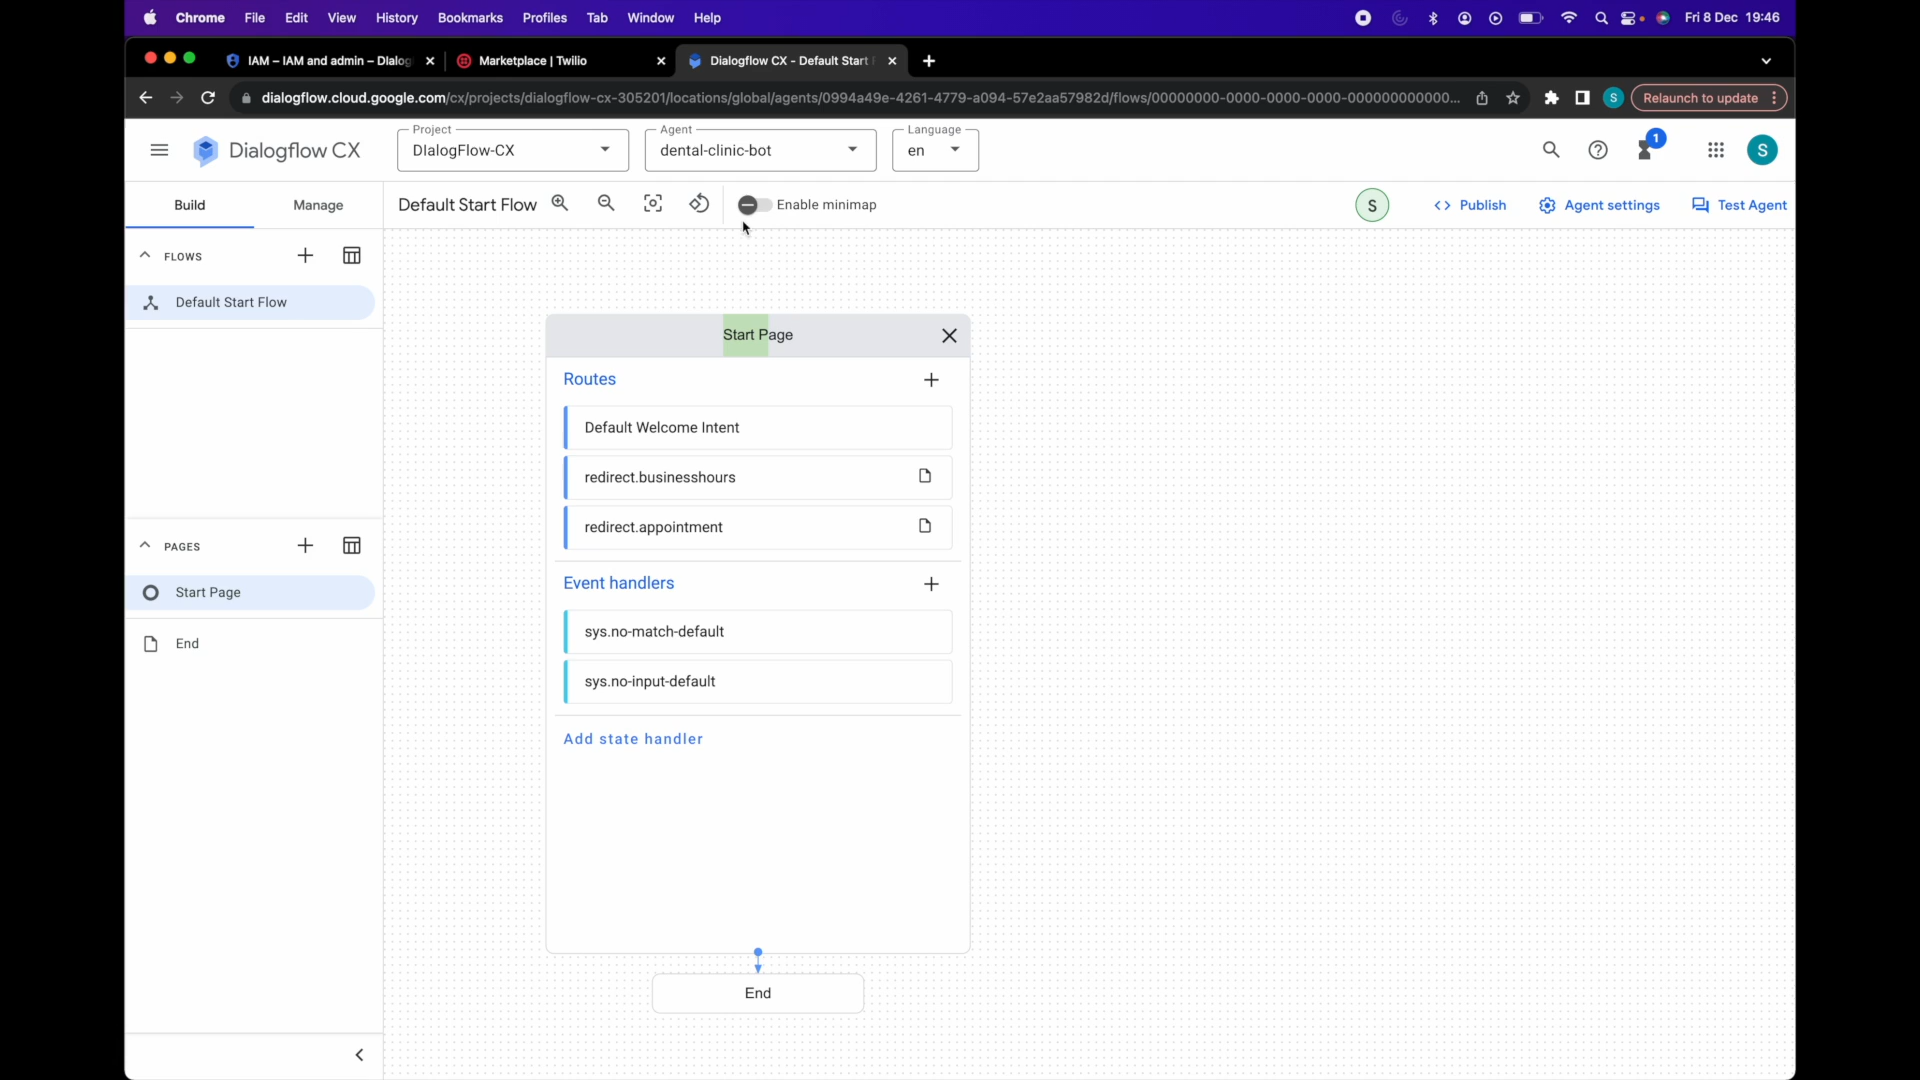 Chrome File Edit View History Bookmarks Profiles Tab Window Help Fri 8 Dec 19:46
IAM – IAM and admin – Dialog Marketplace | Twilio Dialogflow CX - Default Start F
dialogflow.cloud.google.com/cx/projects/dialogflow-cx-305201/locations/global/agents/0994a49e-4261-4779-a094-57e2aa57982d/flows/00000000-0000-0000-0000-000000000000... S Relaunch to update
Dialogflow CX
Project
DIalogFlow-CX
Agent
dental-clinic-bot
Language
en
1
S
Build Manage
Default Start Flow Enable minimap S Publish Agent settings Test Agent
FLOWS
Default Start Flow
PAGES
Start Page
End
Start Page
Routes
Default Welcome Intent
redirect.businesshours
redirect.appointment
Event handlers
sys.no-match-default
sys.no-input-default
Add state handler
End